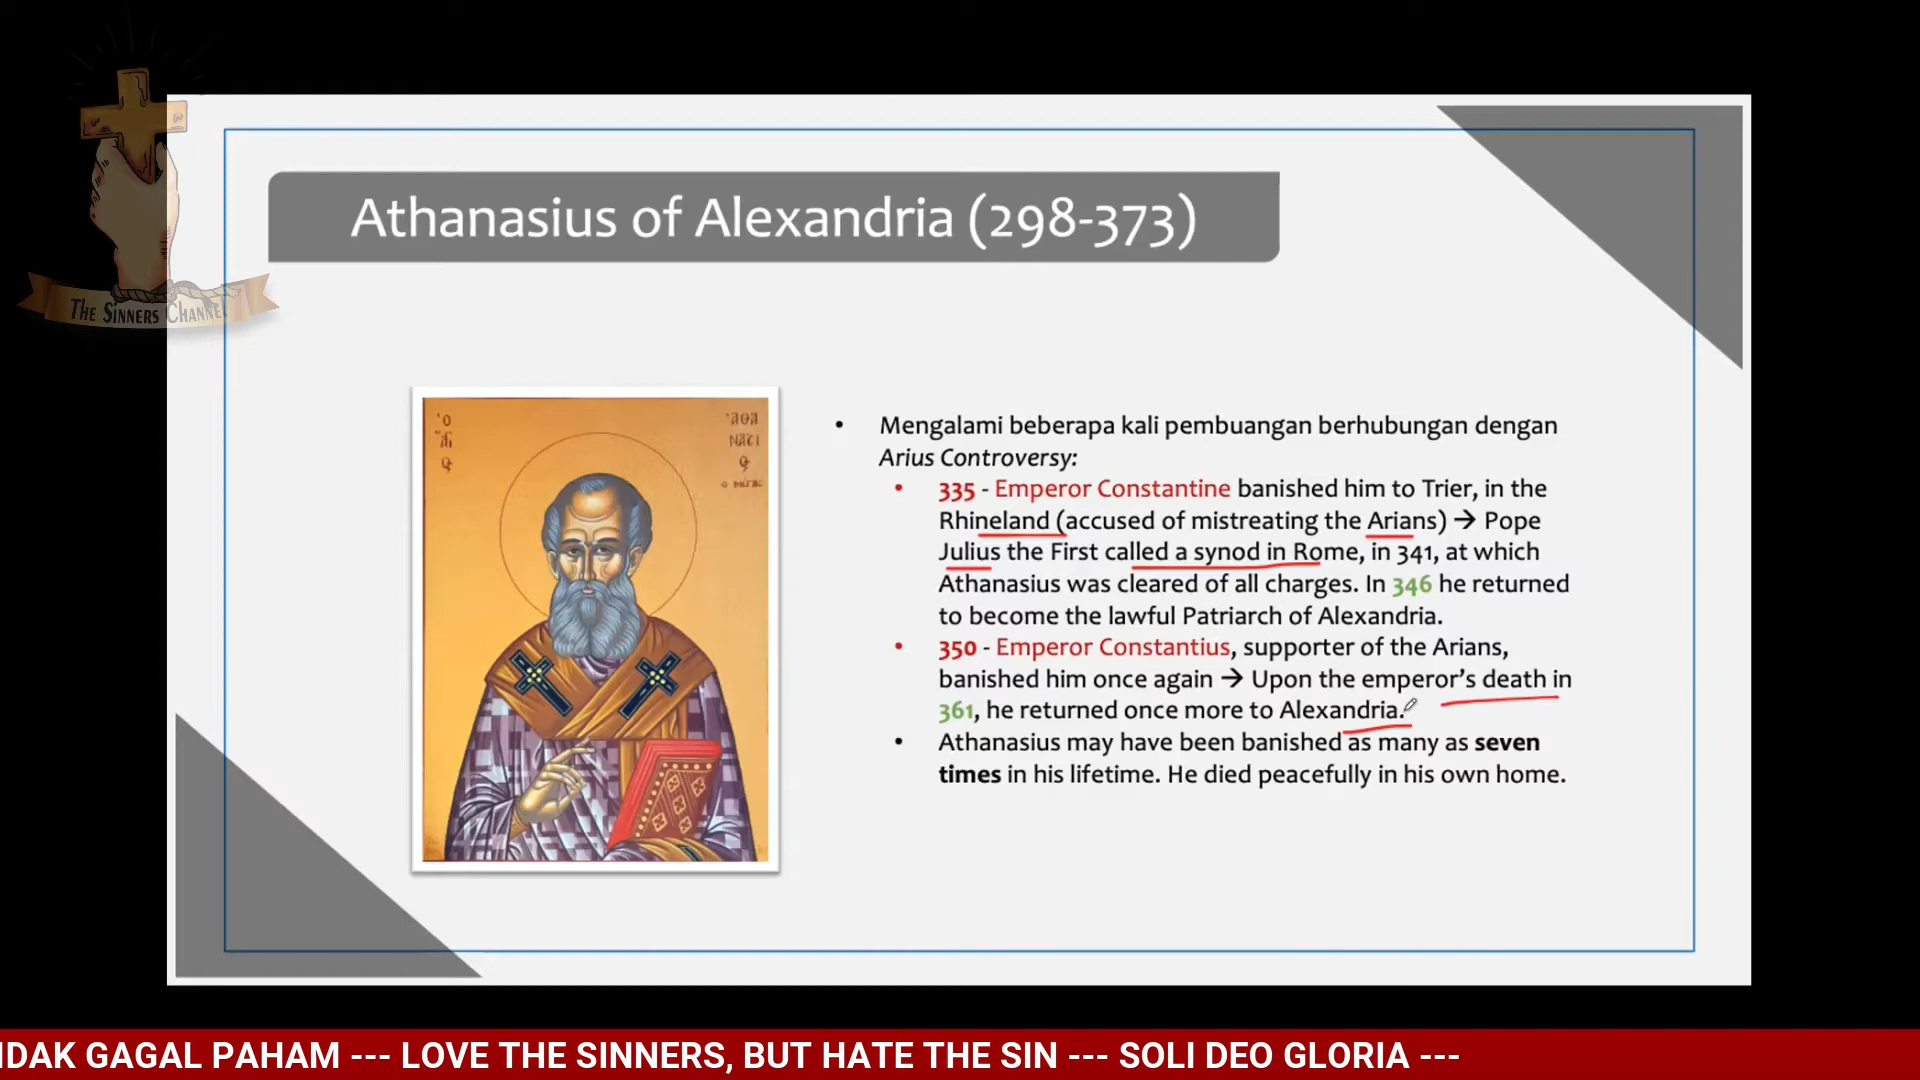 The Sinners Channel
Athanasius of Alexandria (298-373)
Mengalami beberapa kali pembuangan berhubungan dengan
Arius Controversy:
335 - Emperor Constantine banished him to Trier, in the
Rhineland (accused of mistreating the Arians) → Pope
Julius the First called a synod in Rome, in 341, at which
Athanasius was cleared of all charges. In 346 he returned
to become the lawful Patriarch of Alexandria.
350 - Emperor Constantius, supporter of the Arians,
banished him once again → Upon the emperor's death in
361, he returned once more to Alexandria.
Athanasius may have been banished as many as seven
times in his lifetime. He died peacefully in his own home.
IDAK GAGAL PAHAM --- LOVE THE SINNERS, BUT HATE THE SIN --- SOLI DEO GLORIA ---